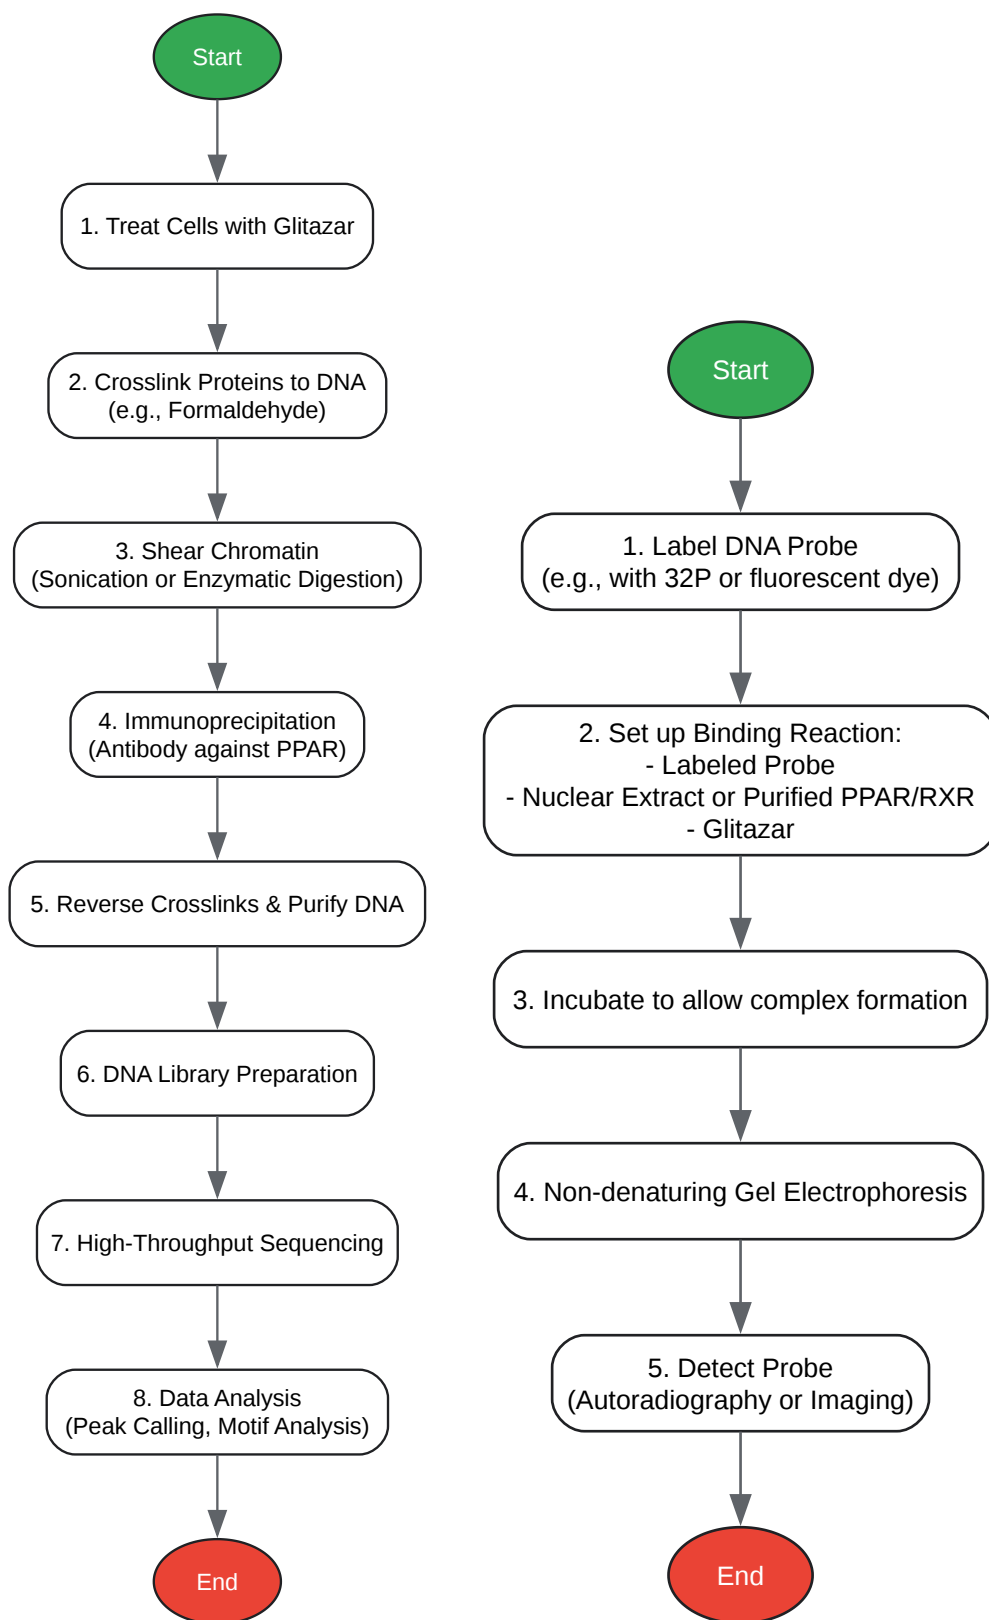 Start
1. Treat Cells with Glitazar
2. Crosslink Proteins to DNA
(e.g., Formaldehyde)
3. Shear Chromatin
(Sonication or Enzymatic Digestion)
4. Immunoprecipitation
(Antibody against PPAR)
5. Reverse Crosslinks & Purify DNA
6. DNA Library Preparation
7. High-Throughput Sequencing
8. Data Analysis
(Peak Calling, Motif Analysis)
End
Start
1. Label DNA Probe
(e.g., with 32P or fluorescent dye)
2. Set up Binding Reaction:
- Labeled Probe
- Nuclear Extract or Purified PPAR/RXR
- Glitazar
3. Incubate to allow complex formation
4. Non-denaturing Gel Electrophoresis
5. Detect Probe
(Autoradiography or Imaging)
End